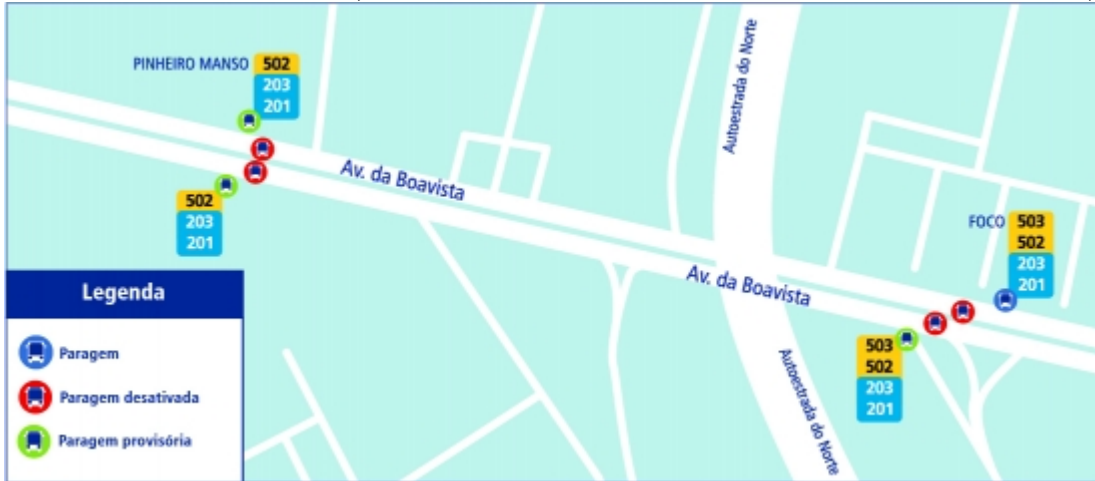 PINHEIRO MANSO 502
203
201
Av. da Boavista
502
203
201
Autoestrada do Norte
FOCO 503
502
203
201
Av. da Boavista
503
502
203
201
Autoestrada do Norte
Legenda
Paragem
Paragem desativada
Paragem provisória